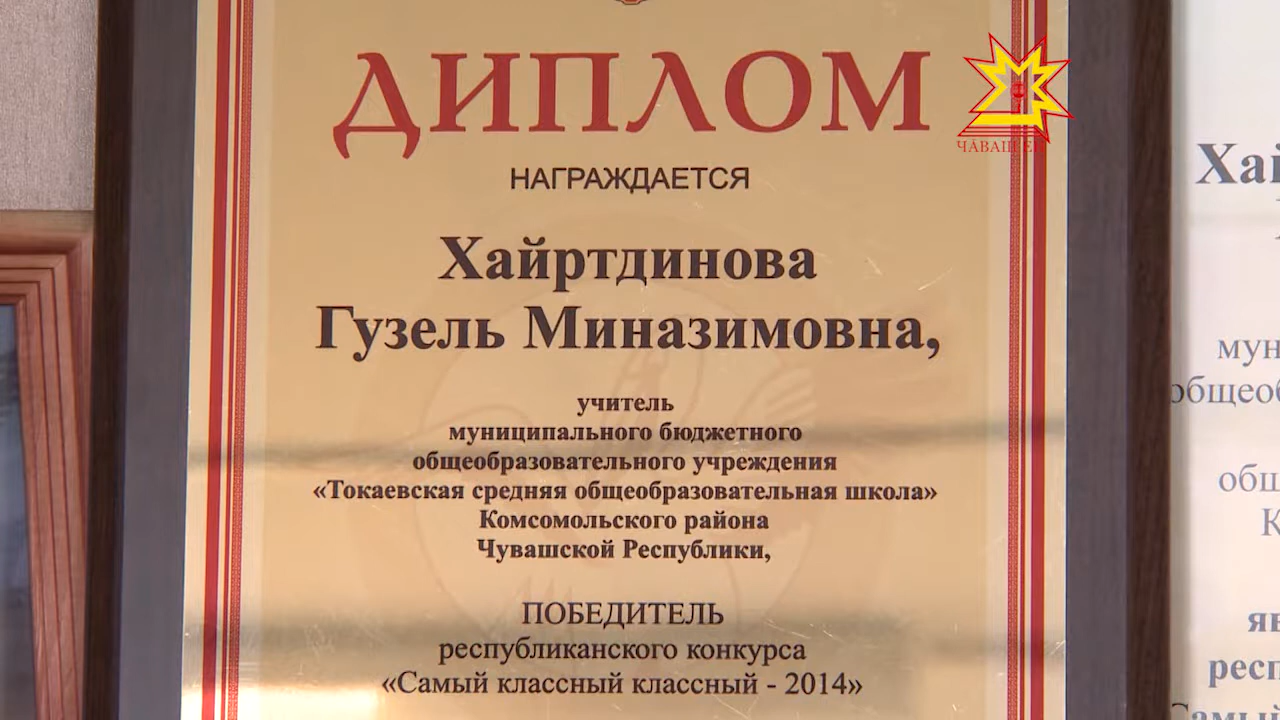 ДИПЛОМ
НАГРАЖДАЕТСЯ
Хайртдинова
Гузель Миназимовна,
учитель
муниципального бюджетного
общеобразовательного учреждения
«Токаевская средняя общеобразовательная школа»
Комсомольского района
Чувашской Республики,
ПОБЕДИТЕЛЬ
республиканского конкурса
«Самый классный классный - 2014»